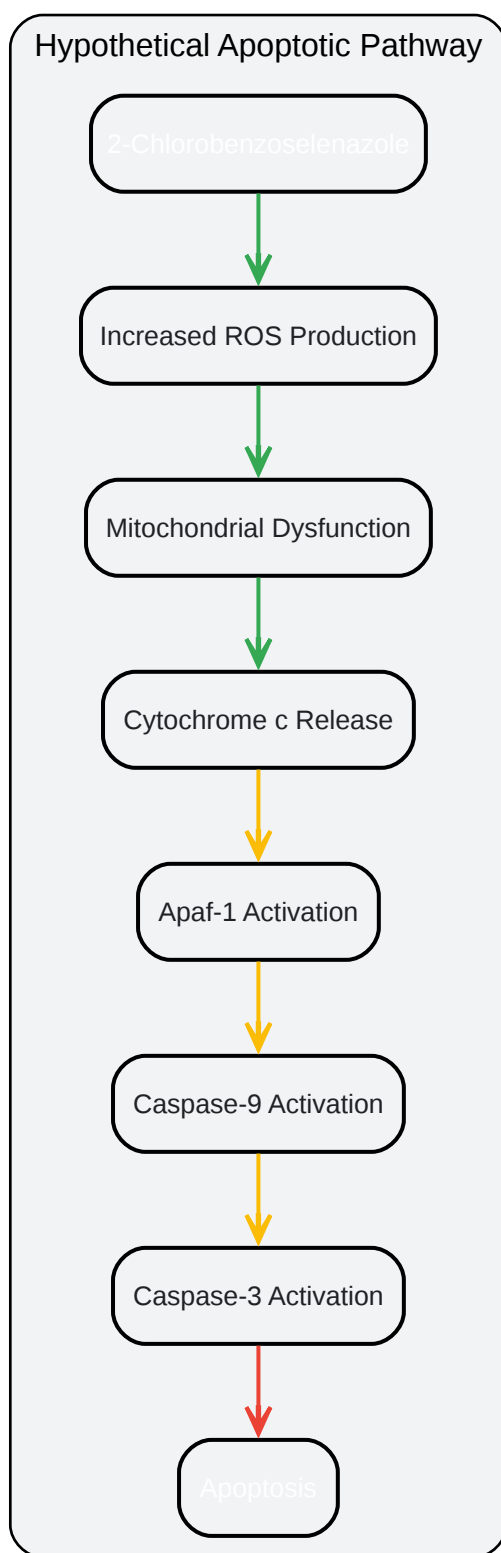 Hypothetical Apoptotic Pathway
2-Chlorobenzoselenazole
Increased ROS Production
Mitochondrial Dysfunction
Cytochrome c Release
Apaf-1 Activation
Caspase-9 Activation
Caspase-3 Activation
Apoptosis